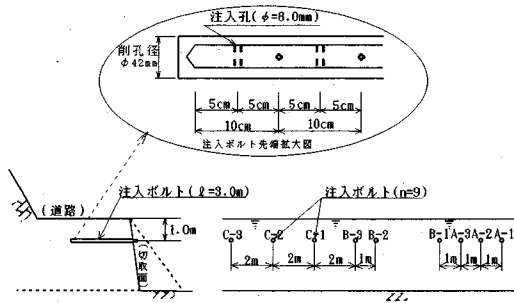 注入孔(φ=8.0mm)
削孔径
φ42mm
5cm 5cm 5cm 5cm
10cm 10cm
注入ボルト先端拡大図
注入ボルト(ℓ=3.0m) 注入ボルト(n=9)
(道路)
1.0m
(切取面)
C-3 C-2 C-1 B-3 B-2 B-1 A-3 A-2 A-1
2m 2m 2m 1m 1m 1m 1m